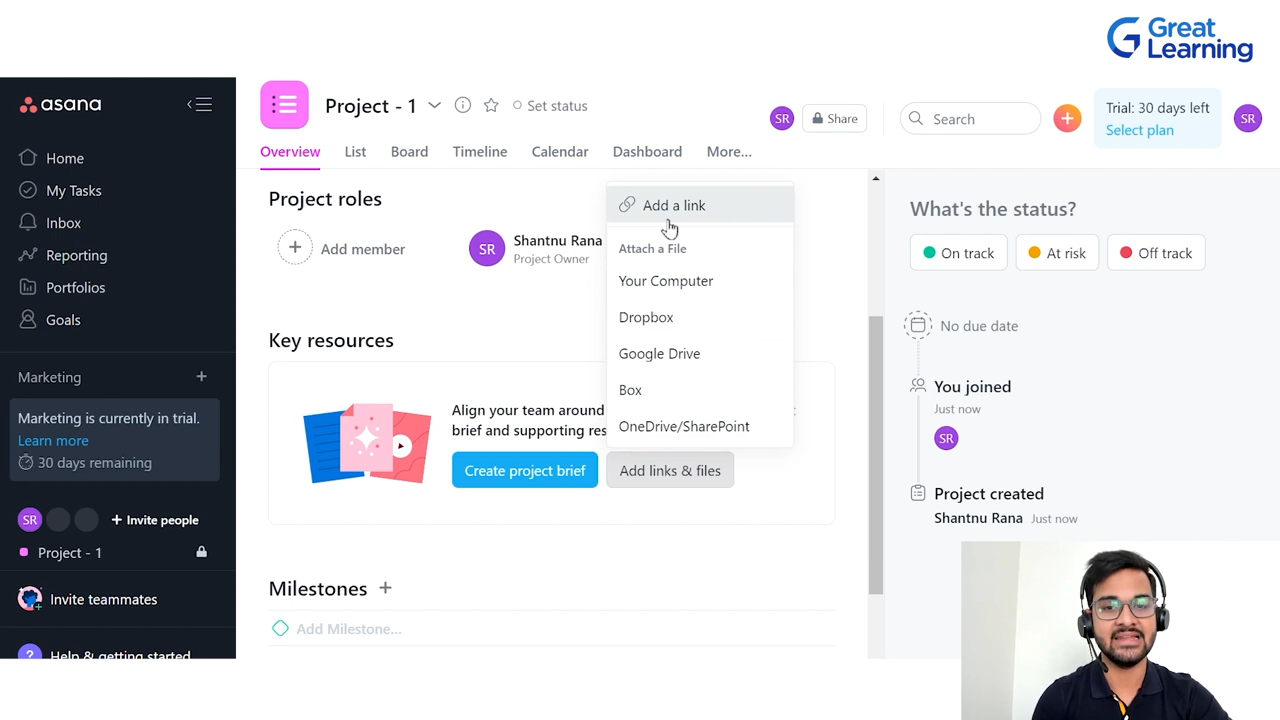 Great
Learning
asana
Home
My Tasks
Inbox
Reporting
Portfolios
Goals
Marketing
Marketing is currently in trial.
Learn more
30 days remaining
SR
Invite people
Project - 1
Invite teammates
Help & getting started
Project - 1
Set status
SR
Share
Search
Trial: 30 days left
Select plan
SR
Overview
List
Board
Timeline
Calendar
Dashboard
More...
Project roles
Add member
SR
Shantnu Rana
Project Owner
Add a link
Attach a File
Your Computer
Dropbox
Google Drive
Box
OneDrive/SharePoint
Key resources
Align your team around
brief and supporting res
Create project brief
Add links & files
Milestones
Add Milestone...
What's the status?
On track
At risk
Off track
No due date
You joined
Just now
SR
Project created
Shantnu Rana Just now